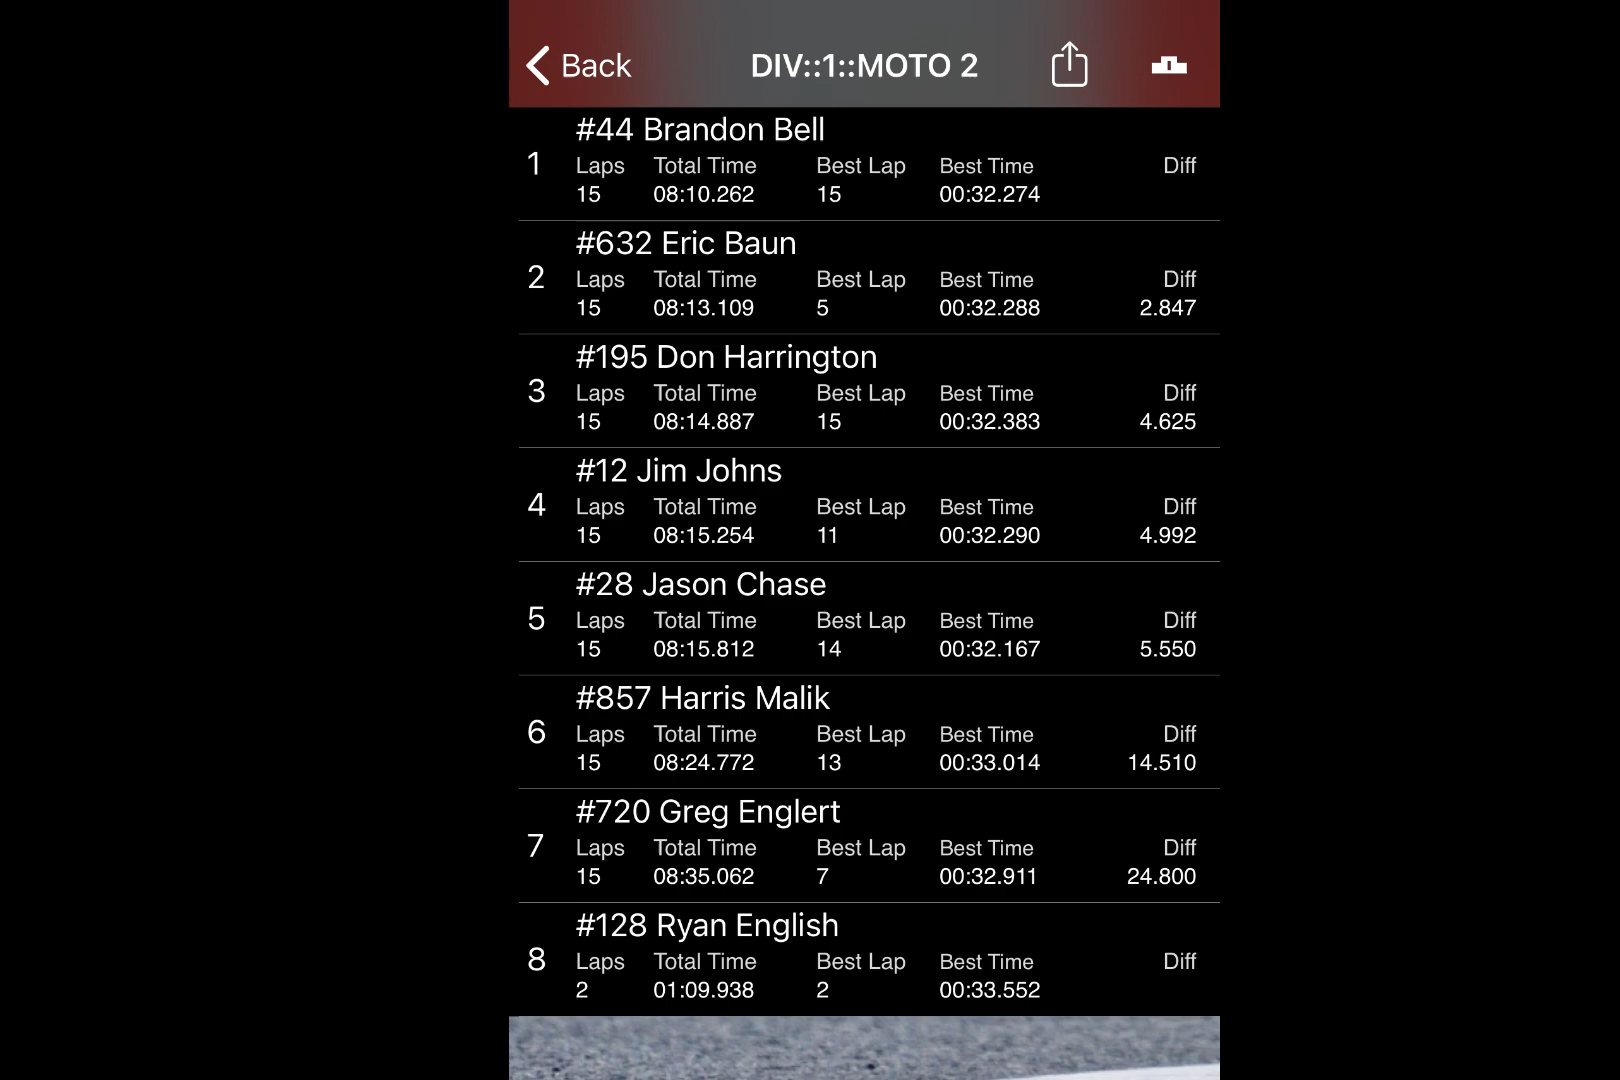 Back DIV::1::MOTO 2
#44 Brandon Bell
1 Laps Total Time Best Lap Best Time Diff
15 08:10.262 15 00:32.274
#632 Eric Baun
2 Laps Total Time Best Lap Best Time Diff
15 08:13.109 5 00:32.288 2.847
#195 Don Harrington
3 Laps Total Time Best Lap Best Time Diff
15 08:14.887 15 00:32.383 4.625
#12 Jim Johns
4 Laps Total Time Best Lap Best Time Diff
15 08:15.254 11 00:32.290 4.992
#28 Jason Chase
5 Laps Total Time Best Lap Best Time Diff
15 08:15.812 14 00:32.167 5.550
#857 Harris Malik
6 Laps Total Time Best Lap Best Time Diff
15 08:24.772 13 00:33.014 14.510
#720 Greg Englert
7 Laps Total Time Best Lap Best Time Diff
15 08:35.062 7 00:32.911 24.800
#128 Ryan English
8 Laps Total Time Best Lap Best Time Diff
2 01:09.938 2 00:33.552